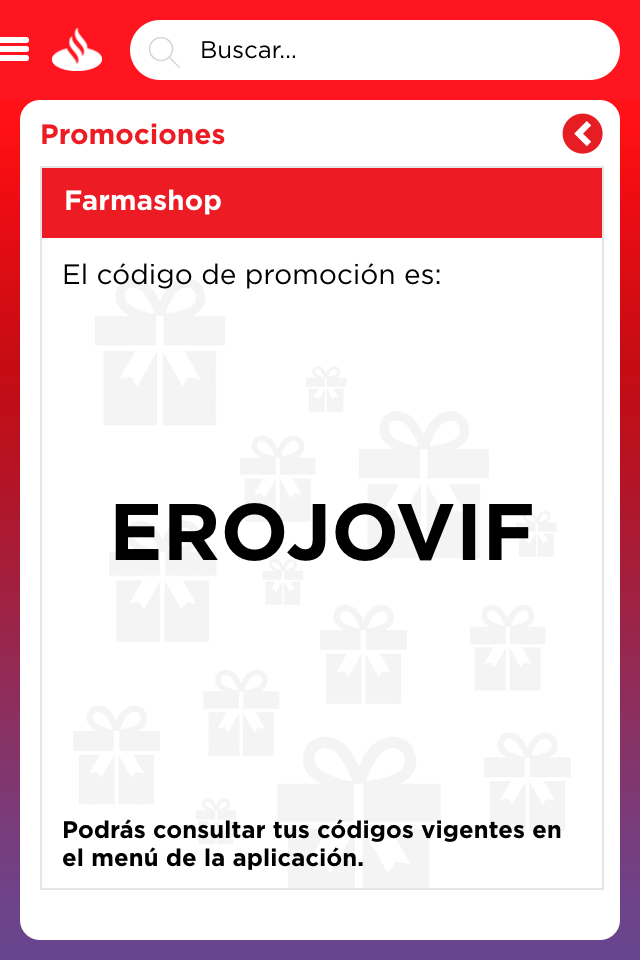 Buscar...
Promociones
Farmashop
El código de promoción es:
EROJOVIF
Podrás consultar tus códigos vigentes en
el menú de la aplicación.